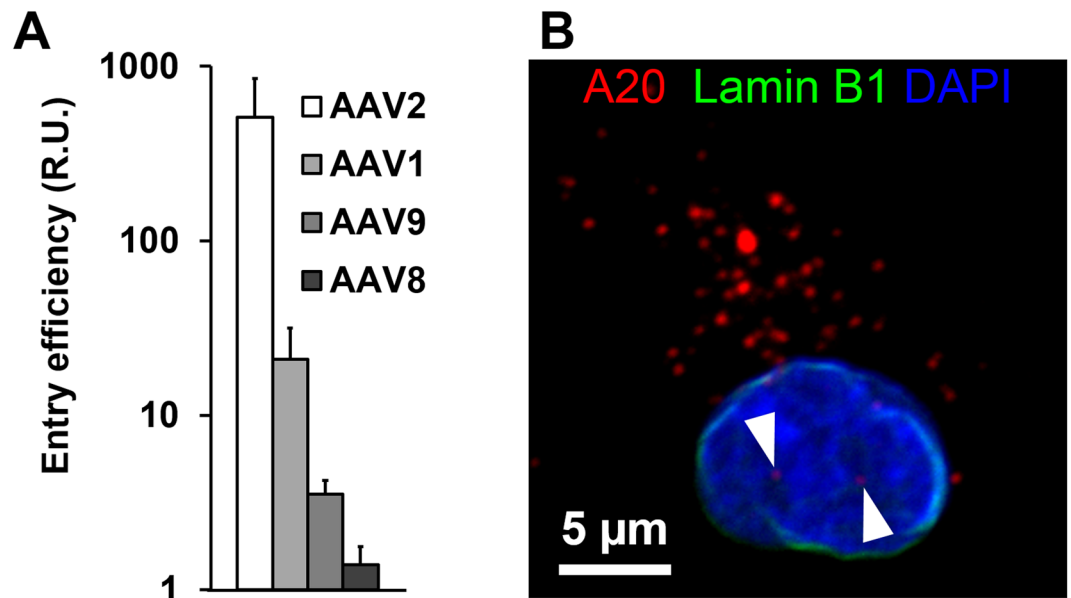 A
Entry efficiency (R.U.)
1000
100
10
1
AAV2
AAV1
AAV9
AAV8
B
A20 Lamin B1 DAPI
5 µm